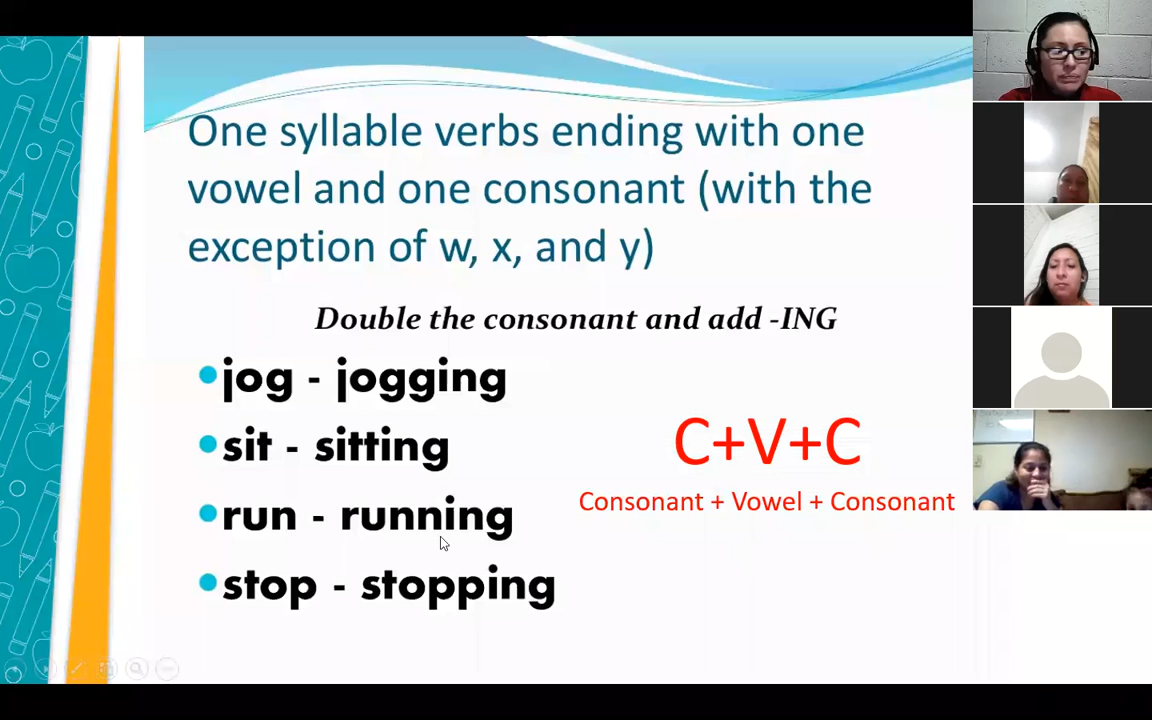 One syllable verbs ending with one
vowel and one consonant (with the
exception of w, x, and y)
Double the consonant and add -ING
jog - jogging
sit - sitting
run - running
stop - stopping
C+V+C
Consonant + Vowel + Consonant